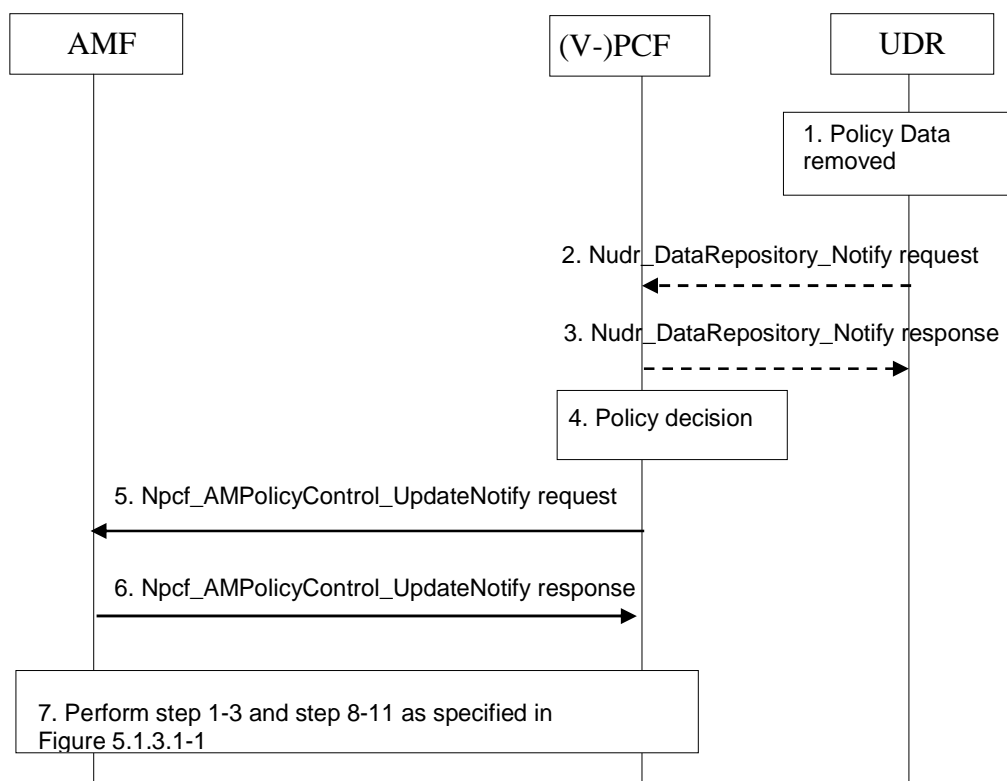 AMF
(V-)PCF
UDR
1. Policy Data
removed
2. Nudr_DataRepository_Notify request
3. Nudr_DataRepository_Notify response
4. Policy decision
5. Npcf_AMPolicyControl_UpdateNotify request
6. Npcf_AMPolicyControl_UpdateNotify response
7. Perform step 1-3 and step 8-11 as specified in
Figure 5.1.3.1-1